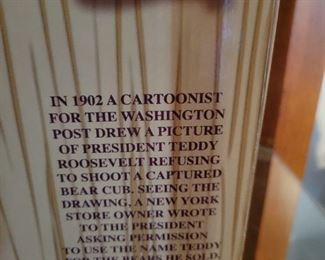 IN 1902 A CARTOONIST
FOR THE WASHINGTON
POST DREW A PICTURE
OF PRESIDENT TEDDY
ROOSEVELT REFUSING
TO SHOOT A CAPTURED
BEAR CUB. SEEING THE
DRAWING, A NEW YORK
STORE OWNER WROTE
TO THE PRESIDENT
ASKING PERMISSION
TO USE THE NAME TEDDY
FOR THE BEARS HE SOLD.